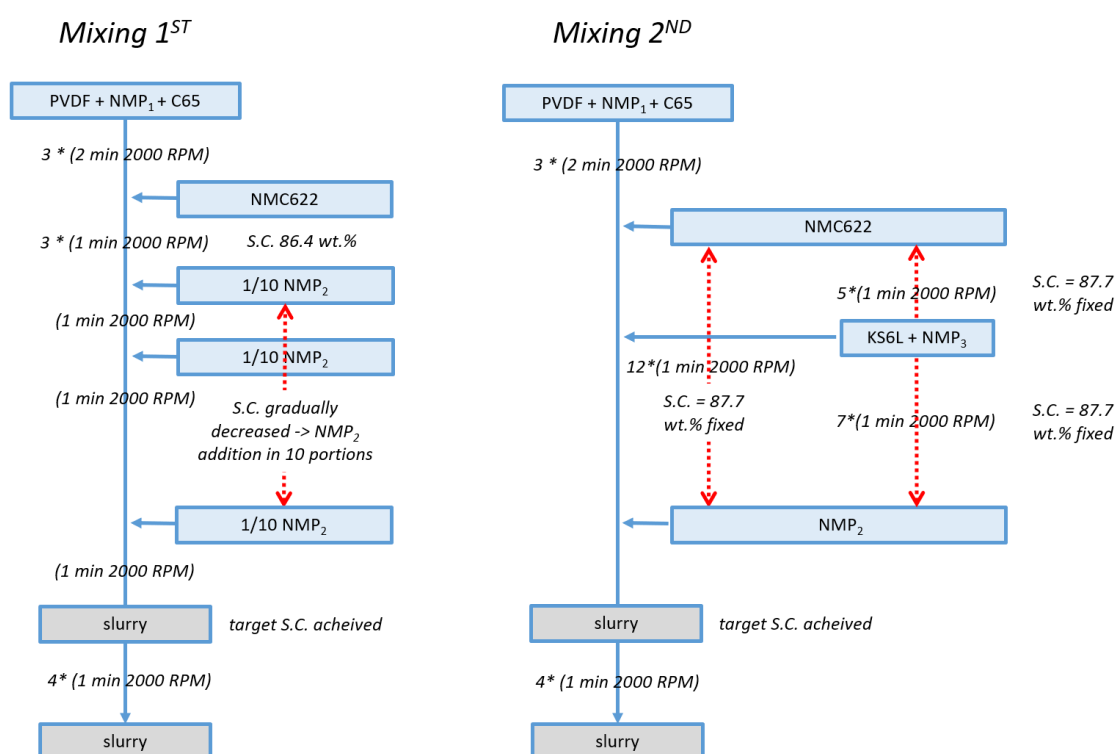 Mixing 1ST
PVDF + NMP1 + C65
3 * (2 min 2000 RPM)
NMC622
3 * (1 min 2000 RPM)
S.C. 86.4 wt.%
1/10 NMP2
(1 min 2000 RPM)
1/10 NMP2
(1 min 2000 RPM)
S.C. gradually
decreased -> NMP2
addition in 10 portions
1/10 NMP2
(1 min 2000 RPM)
slurry
target S.C. acheived
4* (1 min 2000 RPM)
slurry
Mixing 2ND
PVDF + NMP1 + C65
3 * (2 min 2000 RPM)
NMC622
5*(1 min 2000 RPM)
S.C. = 87.7
wt.% fixed
KS6L + NMP3
12*(1 min 2000 RPM)
S.C. = 87.7
wt.% fixed
7*(1 min 2000 RPM)
S.C. = 87.7
wt.% fixed
NMP2
slurry
target S.C. acheived
4* (1 min 2000 RPM)
slurry